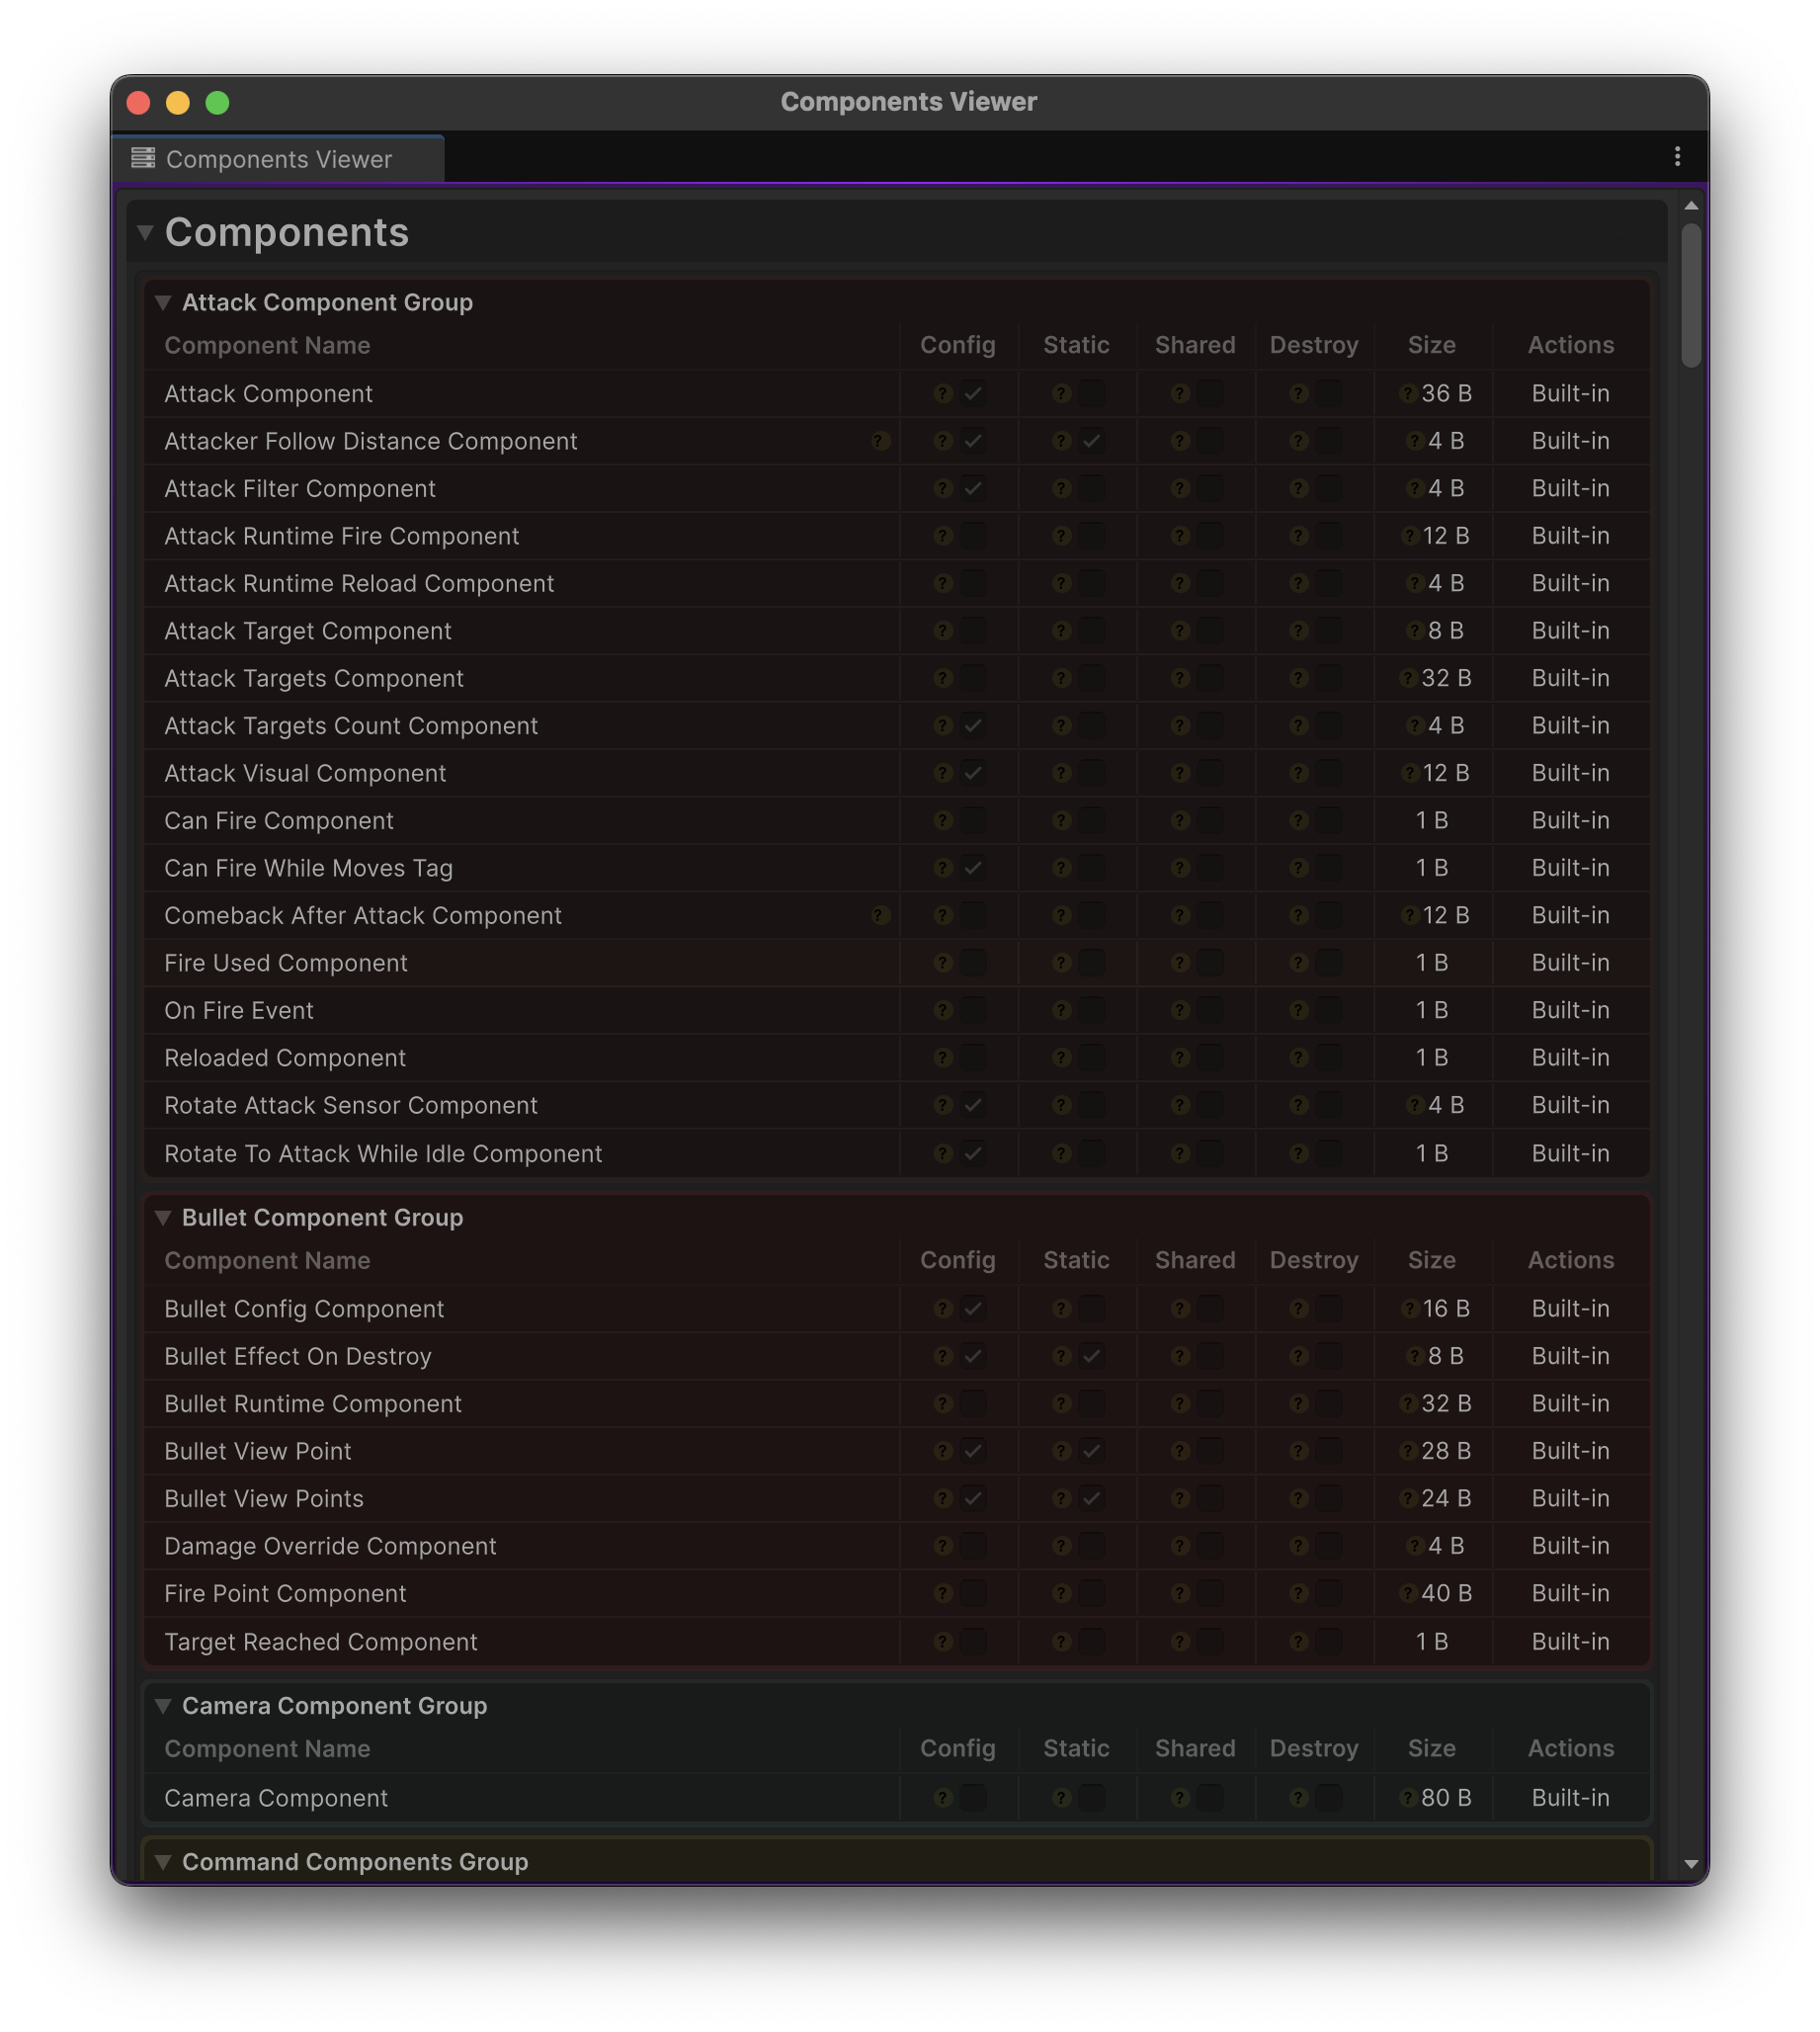 Components Viewer
Components Viewer
Components
Attack Component Group
Component Name Config Static Shared Destroy Size Actions
Attack Component ? ? ? ? ? 36 B Built-in
Attacker Follow Distance Component ? ? ? ? ? ? 4 B Built-in
Attack Filter Component ? ? ? ? ? 4 B Built-in
Attack Runtime Fire Component ? ? ? ? ? 12 B Built-in
Attack Runtime Reload Component ? ? ? ? ? 4 B Built-in
Attack Target Component ? ? ? ? ? 8 B Built-in
Attack Targets Component ? ? ? ? ? 32 B Built-in
Attack Targets Count Component ? ? ? ? ? 4 B Built-in
Attack Visual Component ? ? ? ? ? 12 B Built-in
Can Fire Component ? ? ? ? 1 B Built-in
Can Fire While Moves Tag ? ? ? ? 1 B Built-in
Comeback After Attack Component ? ? ? ? ? ? 12 B Built-in
Fire Used Component ? ? ? ? 1 B Built-in
On Fire Event ? ? ? ? 1 B Built-in
Reloaded Component ? ? ? ? 1 B Built-in
Rotate Attack Sensor Component ? ? ? ? ? 4 B Built-in
Rotate To Attack While Idle Component ? ? ? ? 1 B Built-in
Bullet Component Group
Component Name Config Static Shared Destroy Size Actions
Bullet Config Component ? ? ? ? ? 16 B Built-in
Bullet Effect On Destroy ? ? ? ? ? 8 B Built-in
Bullet Runtime Component ? ? ? ? ? 32 B Built-in
Bullet View Point ? ? ? ? ? 28 B Built-in
Bullet View Points ? ? ? ? ? 24 B Built-in
Damage Override Component ? ? ? ? ? 4 B Built-in
Fire Point Component ? ? ? ? ? 40 B Built-in
Target Reached Component ? ? ? ? 1 B Built-in
Camera Component Group
Component Name Config Static Shared Destroy Size Actions
Camera Component ? ? ? ? ? 80 B Built-in
Command Components Group